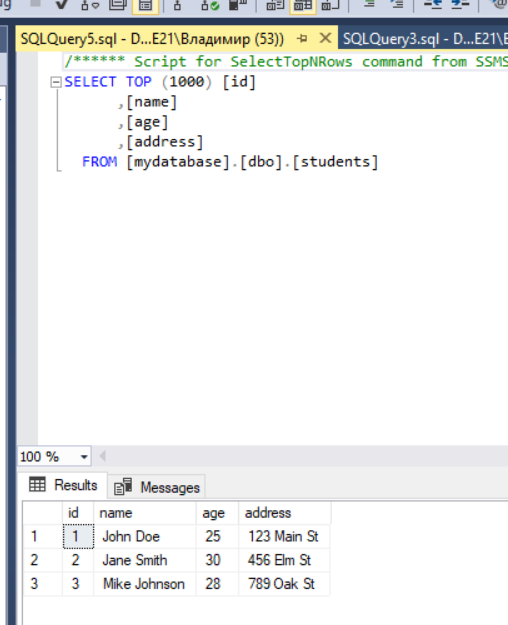 SQLQuery5.sql - D...E21\Владимир (53))
SQLQuery3.sql - D...E21\
/****** Script for SelectTopNRows command from SSMS
SELECT TOP (1000) [id]
,[name]
,[age]
,[address]
FROM [mydatabase].[dbo].[students]
100 %
Results
Messages
id name age address
1 1 John Doe 25 123 Main St
2 2 Jane Smith 30 456 Elm St
3 3 Mike Johnson 28 789 Oak St